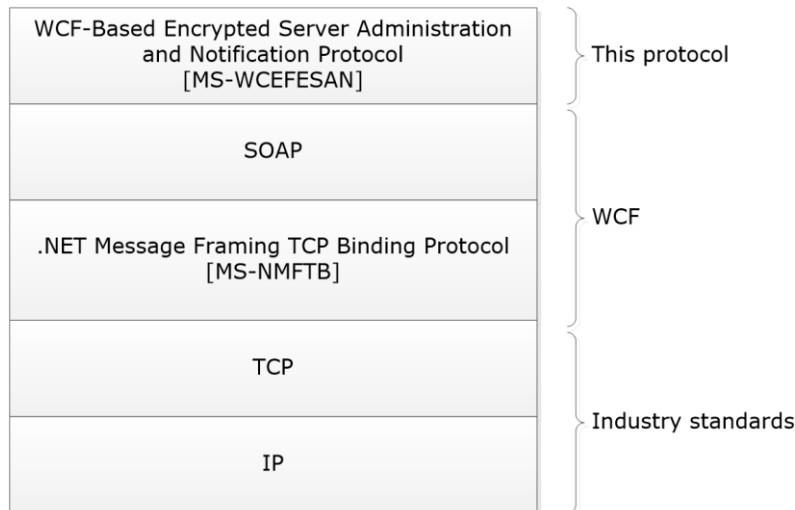 WCF-Based Encrypted Server Administration
and Notification Protocol
[MS-WCEFESAN]
This protocol
SOAP
WCF
.NET Message Framing TCP Binding Protocol
[MS-NMFTB]
TCP
Industry standards
IP